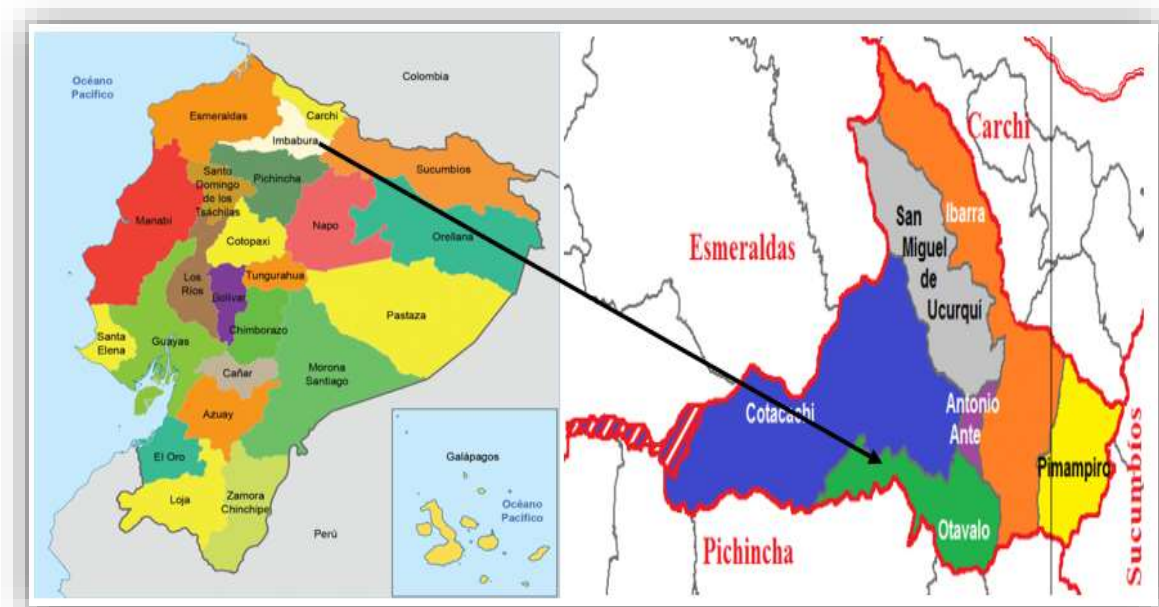 Océano
Pacífico
Colombia
Esmeraldas
Carchi
Imbabura
Sucumbíos
Santo
Domingo
de los
Tsáchilas
Pichincha
Manabí
Napo
Orellana
Cotopaxi
Los
Ríos
Tungurahua
Bolívar
Pastaza
Chimborazo
Santa
Elena
Guayas
Morona
Santiago
Cañar
Azuay
El Oro
Loja
Zamora
Chinchipe
Perú
Galápagos
Océano
Pacífico
Carchi
Ibarra
San
Miguel
de
Ucurquí
Esmeraldas
Cotacachi
Antonio
Ante
Pimampiro
Otavalo
Pichincha
Sucumbíos